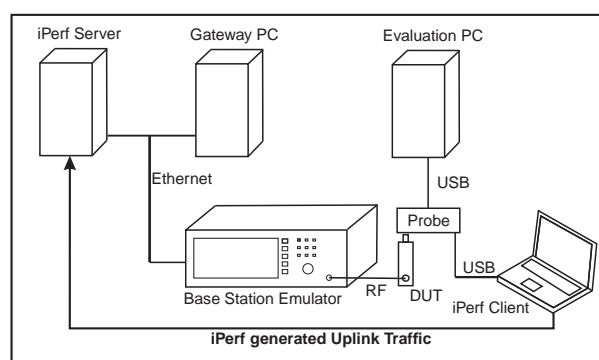 iPerf Server
Gateway PC
Evaluation PC
Ethernet
USB
Probe
USB
RF
DUT
iPerf Client
Base Station Emulator
iPerf generated Uplink Traffic